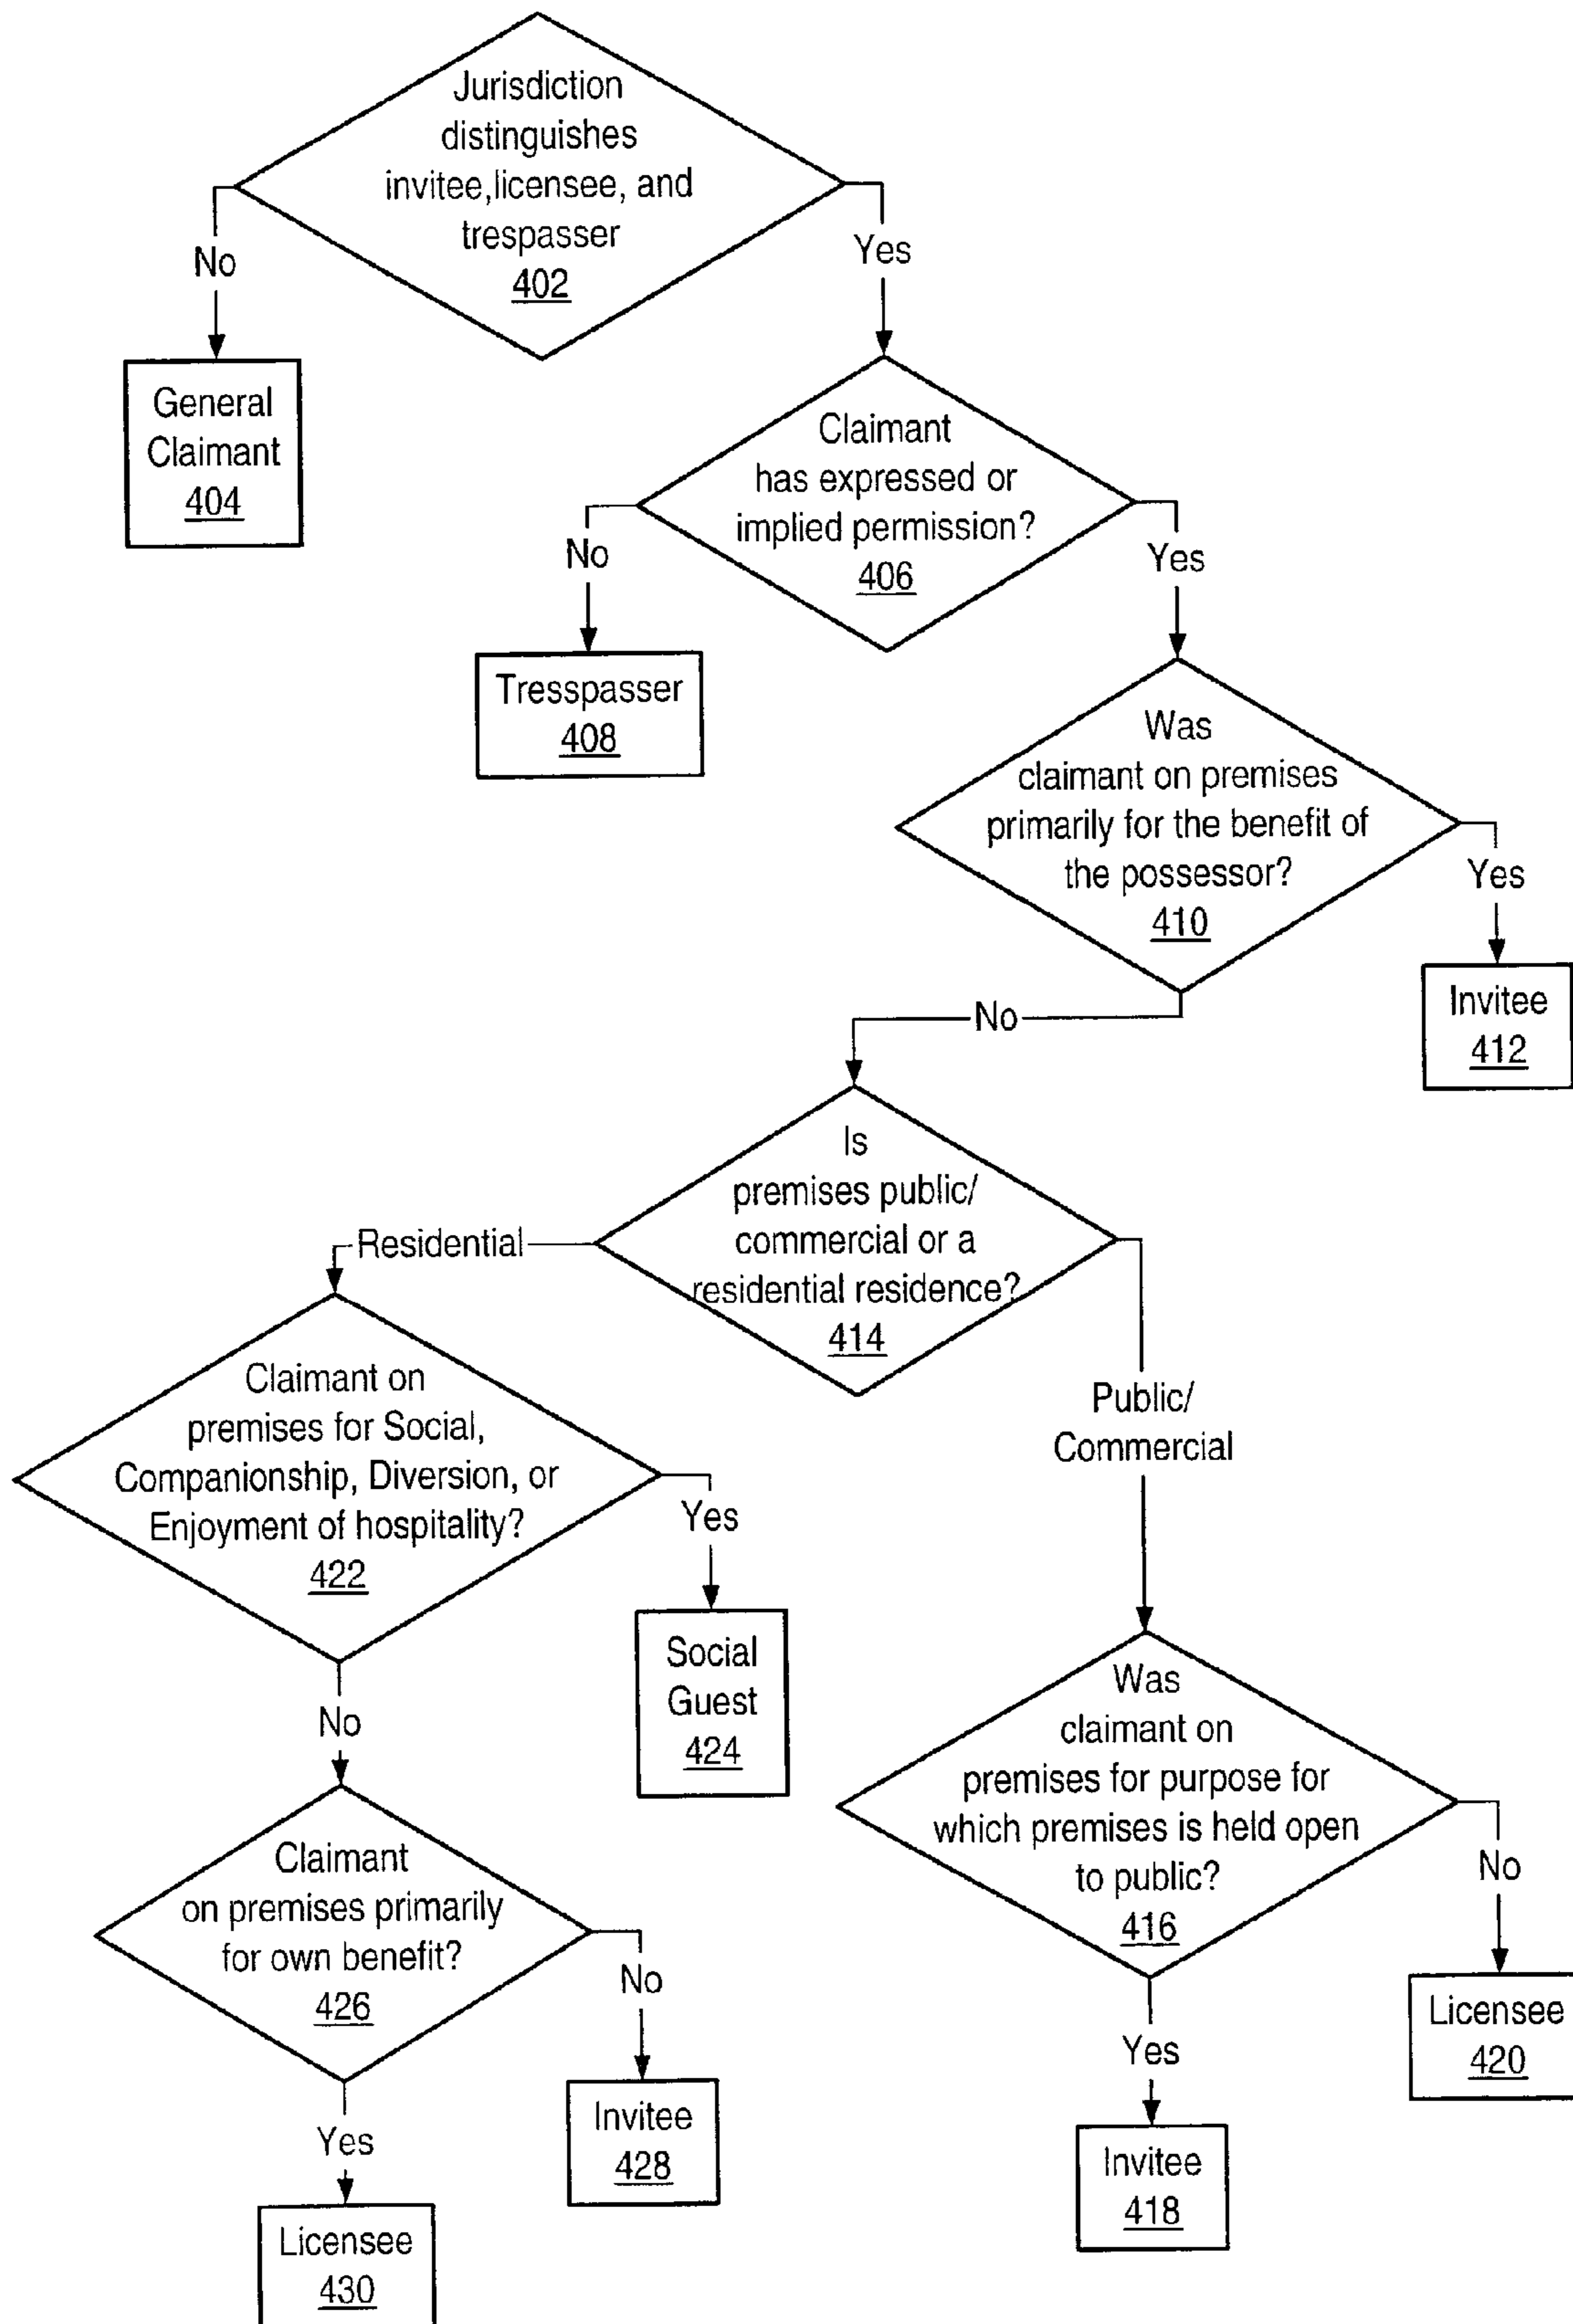 Jurisdiction
distinguishes
invitee,licensee, and
trespasser
402
No
Yes
General
Claimant
404
Claimant
has expressed or
implied permission?
406
No
Yes
Tresspasser
408
Was
claimant on premises
primarily for the benefit of
the possessor?
410
Yes
No
Invitee
412
Is
premises public/
commercial or a
residential residence?
414
Residential
Public/
Commercial
Claimant on
premises for Social,
Companionship, Diversion, or
Enjoyment of hospitality?
422
Yes
No
Social
Guest
424
Was
claimant on
premises for purpose for
which premises is held open
to public?
416
No
Yes
Licensee
420
Invitee
418
Claimant
on premises primarily
for own benefit?
426
No
Yes
Invitee
428
Licensee
430